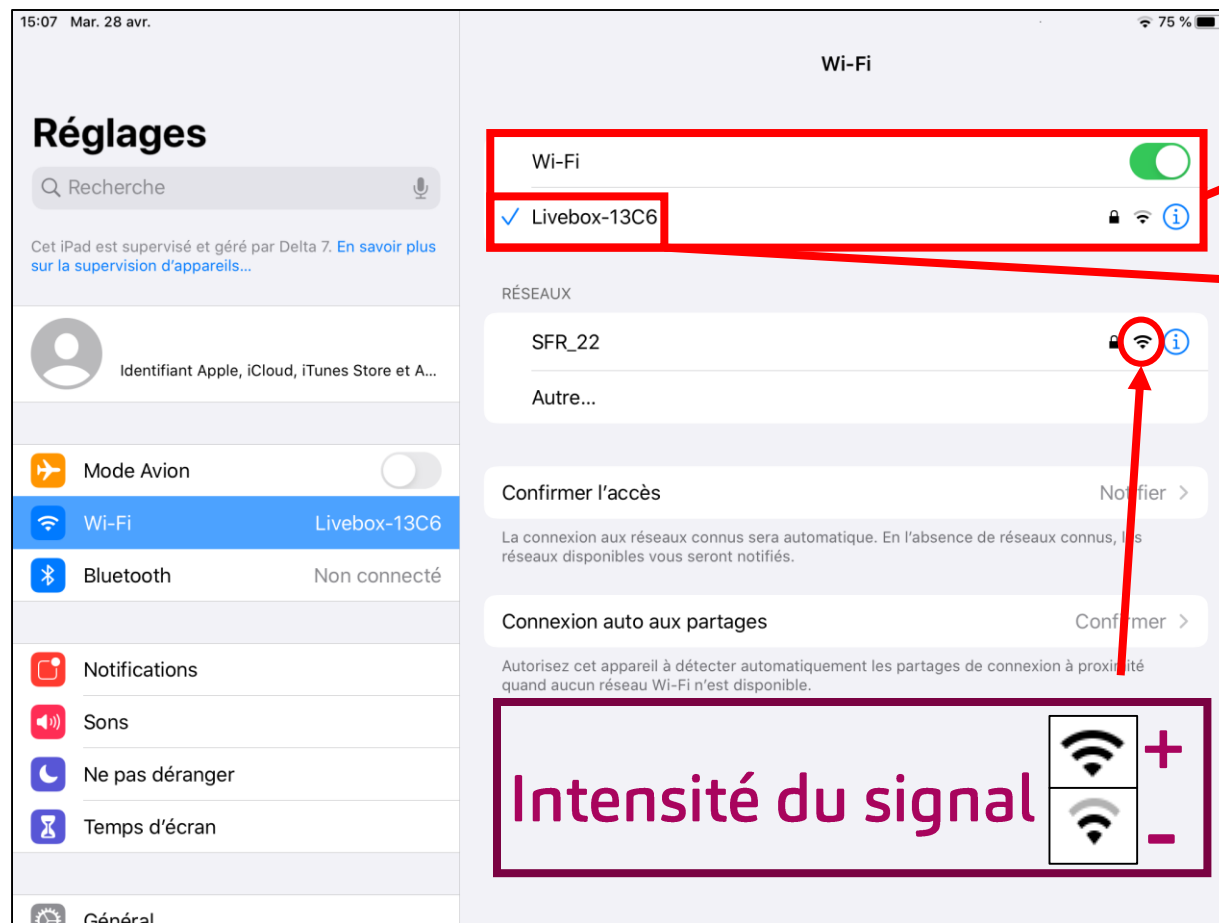 15:07 Mar. 28 avr.
75 %
Réglages
Recherche
Cet iPad est supervisé et géré par Delta 7. En savoir plus
sur la supervision d'appareils...
Identifiant Apple, iCloud, iTunes Store et A...
Mode Avion
Wi-Fi Livebox-13C6
Bluetooth Non connecté
Notifications
Sons
Ne pas déranger
Temps d'écran
Général
Wi-Fi
Wi-Fi
Livebox-13C6
RÉSEAUX
SFR_22
Autre...
Confirmer l'accès Notifier
La connexion aux réseaux connus sera automatique. En l'absence de réseaux connus, les
réseaux disponibles vous seront notifiés.
Connexion auto aux partages Confirmer
Autorisez cet appareil à détecter automatiquement les partages de connexion à proximité
quand aucun réseau Wi-Fi n'est disponible.
Intensité du signal
+
-